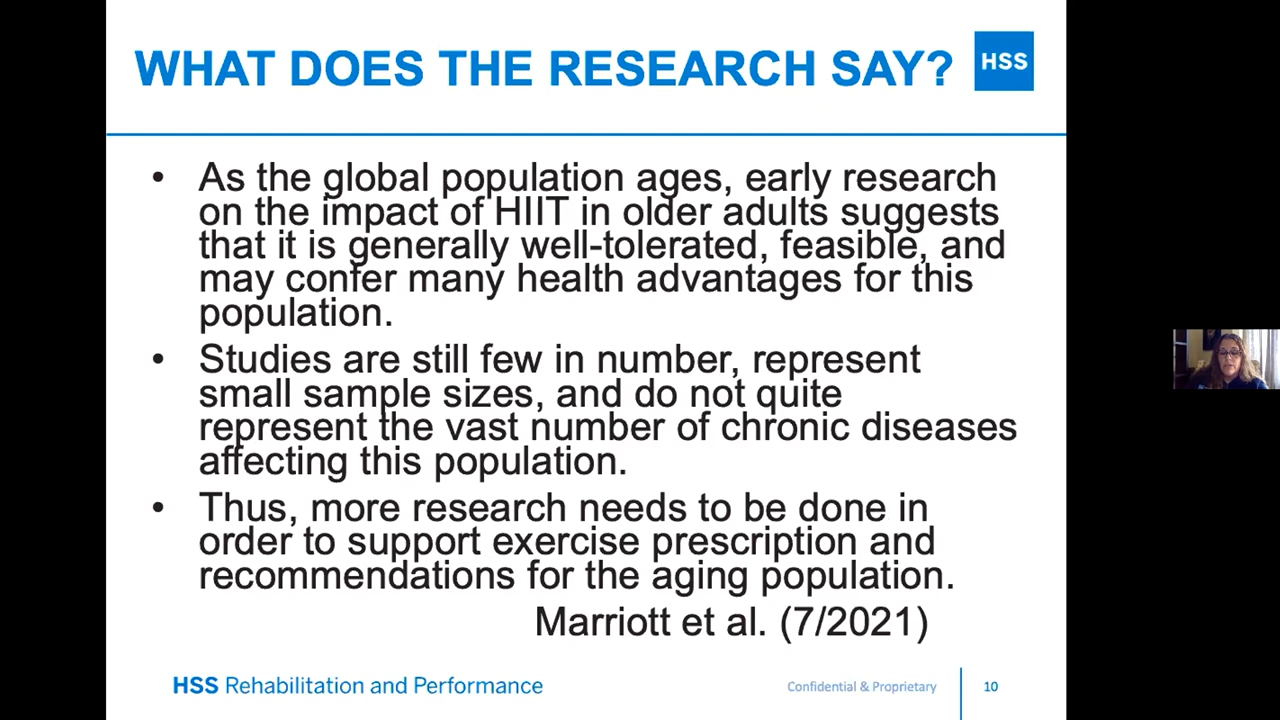 WHAT DOES THE RESEARCH SAY?
HSS
• As the global population ages, early research
on the impact of HIIT in older adults suggests
that it is generally well-tolerated, feasible, and
may confer many health advantages for this
population.
• Studies are still few in number, represent
small sample sizes, and do not quite
represent the vast number of chronic diseases
affecting this population.
• Thus, more research needs to be done in
order to support exercise prescription and
recommendations for the aging population.
Marriott et al. (7/2021)
HSS Rehabilitation and Performance
Confidential & Proprietary
10